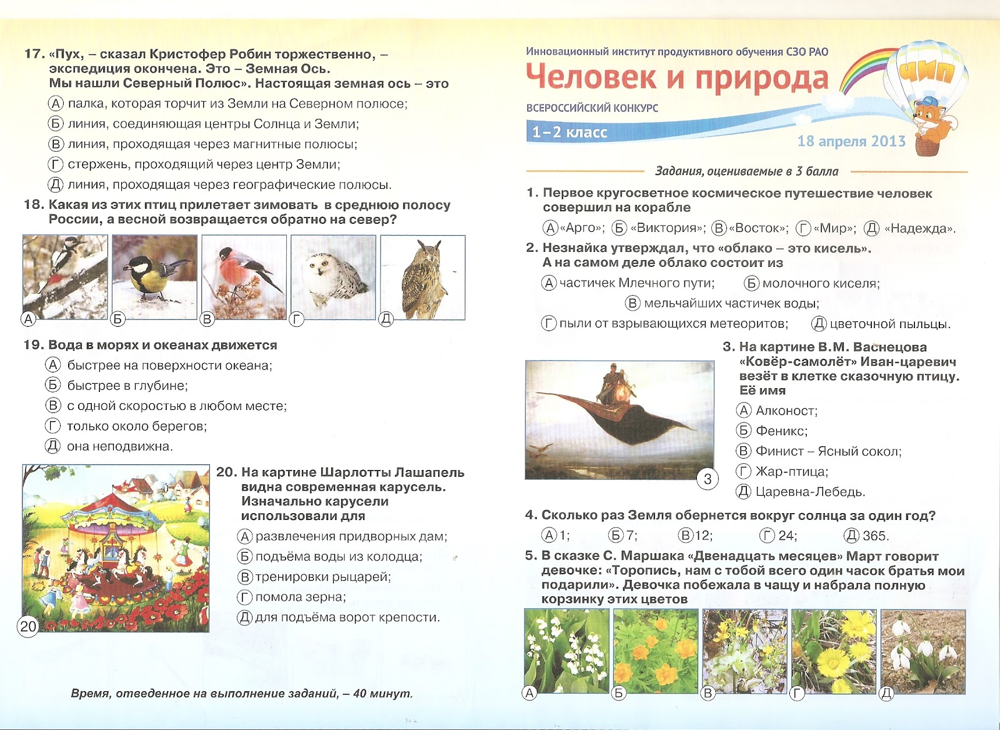 17. «Пух, – сказал Кристофер Робин торжественно, –
экспедиция окончена. Это – Земная Ось.
Мы нашли Северный Полюс». Настоящая земная ось – это
А палка, которая торчит из Земли на Северном полюсе;
Б линия, соединяющая центры Солнца и Земли;
В линия, проходящая через магнитные полюсы;
Г стержень, проходящий через центр Земли;
Д линия, проходящая через географические полюсы.
18. Какая из этих птиц прилетает зимовать в среднюю полосу
России, а весной возвращается обратно на север?
А Б В Г Д
19. Вода в морях и океанах движется
А быстрее на поверхности океана;
Б быстрее в глубине;
В с одной скоростью в любом месте;
Г только около берегов;
Д она неподвижна.
20. На картине Шарлотты Лашапель
видна современная карусель.
Изначально карусели
использовали для
А развлечения придворных дам;
Б подъёма воды из колодца;
В тренировки рыцарей;
Г помола зерна;
Д для подъёма ворот крепости.
20
Время, отведенное на выполнение заданий, – 40 минут.
Инновационный институт продуктивного обучения СЗО РАО
Человек и природа
ЧИП
ВСЕРОССИЙСКИЙ КОНКУРС
1–2 класс
18 апреля 2013
Задания, оцениваемые в 3 балла
1. Первое кругосветное космическое путешествие человек
совершил на корабле
А «Арго»; Б «Виктория»; В «Восток»; Г «Мир»; Д «Надежда».
2. Незнайка утверждал, что «облако – это кисель».
А на самом деле облако состоит из
А частичек Млечного пути; Б молочного киселя;
В мельчайших частичек воды;
Г пыли от взрывающихся метеоритов; Д цветочной пыльцы.
3. На картине В.М. Васнецова
«Ковёр-самолёт» Иван-царевич
везёт в клетке сказочную птицу.
Её имя
А Алконост;
Б Феникс;
В Финист – Ясный сокол;
Г Жар-птица;
Д Царевна-Лебедь.
3
4. Сколько раз Земля обернется вокруг солнца за один год?
А 1; Б 7; В 12; Г 24; Д 365.
5. В сказке С. Маршака «Двенадцать месяцев» Март говорит
девочке: «Торопись, нам с тобой всего один часок братья мои
подарили». Девочка побежала в чащу и набрала полную
корзинку этих цветов
А Б В Г Д